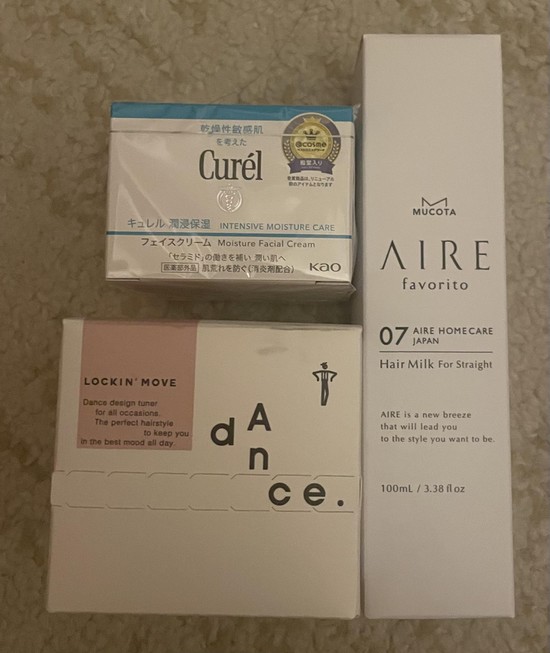 乾燥性敏感肌
を考えた
Curél
@cosme
殿堂入り
キュレル 潤浸保湿 INTENSIVE MOISTURE CARE
フェイスクリーム Moisture Facial Cream
「セラミド」の働きを補い 潤い肌へ
医薬部外品 肌荒れを防ぐ(消炎剤配合)
Kao
MUCOTA
AIRE
favorito
07 AIRE HOMECARE
JAPAN
Hair Milk For Straight
AIRE is a new breeze
that will lead you
to the style you want to be.
100mL / 3.38 fl oz
LOCKIN' MOVE
Dance design tuner
for all occasions.
The perfect hairstyle
to keep you
in the best mood all day.
dAnce.